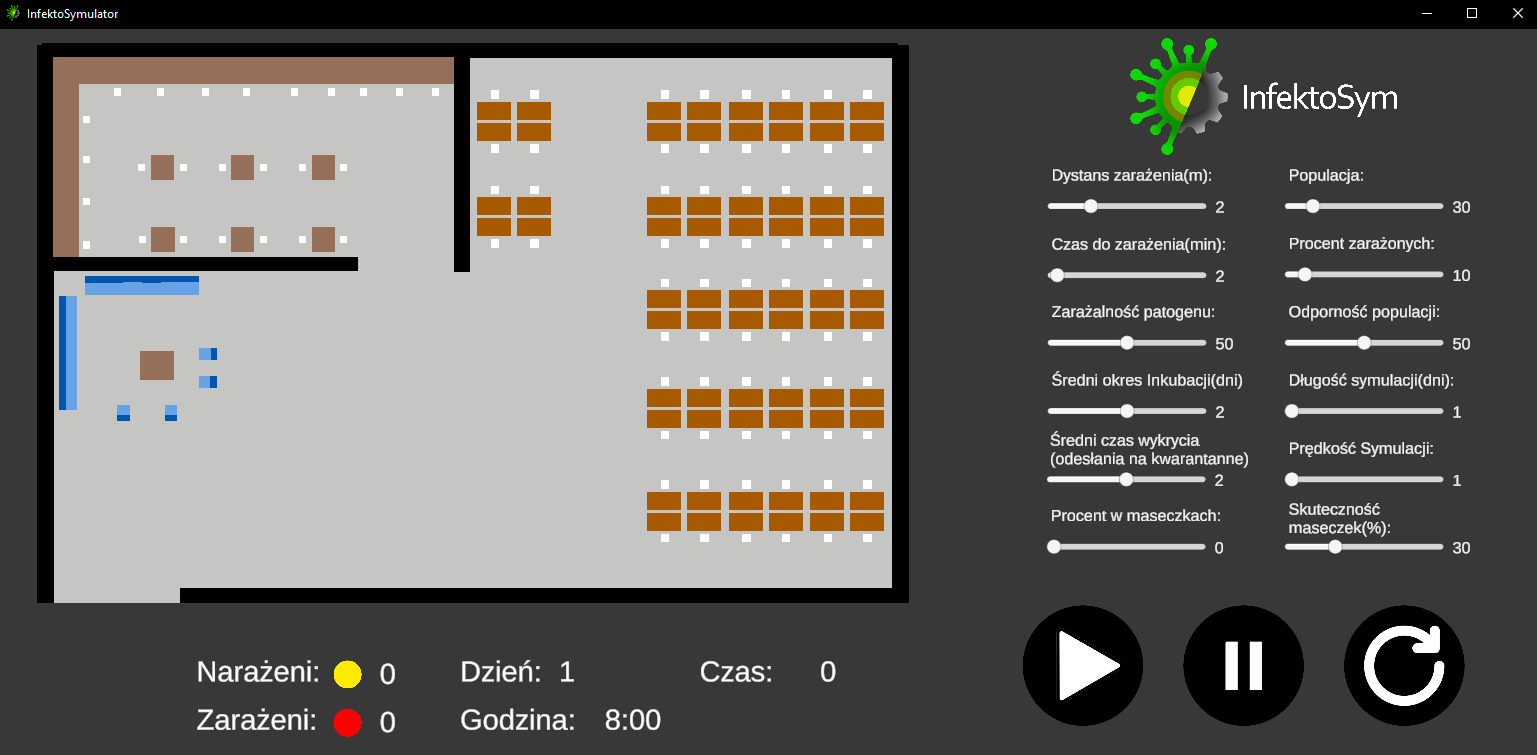 InfektoSymulator
InfektoSym
Dystans zarażenia(m):
2
Populacja:
30
Czas do zarażenia(min):
2
Procent zarażonych:
10
Zarażalność patogenu:
50
Odporność populacji:
50
Średni okres Inkubacji(dni)
2
Długość symulacji(dni):
1
Średni czas wykrycia
(odesłania na kwarantanne)
2
Prędkość Symulacji:
1
Procent w maseczkach:
0
Skuteczność
maseczek(%):
30
Narażeni: 0
Dzień: 1
Czas: 0
Zarażeni: 0
Godzina: 8:00